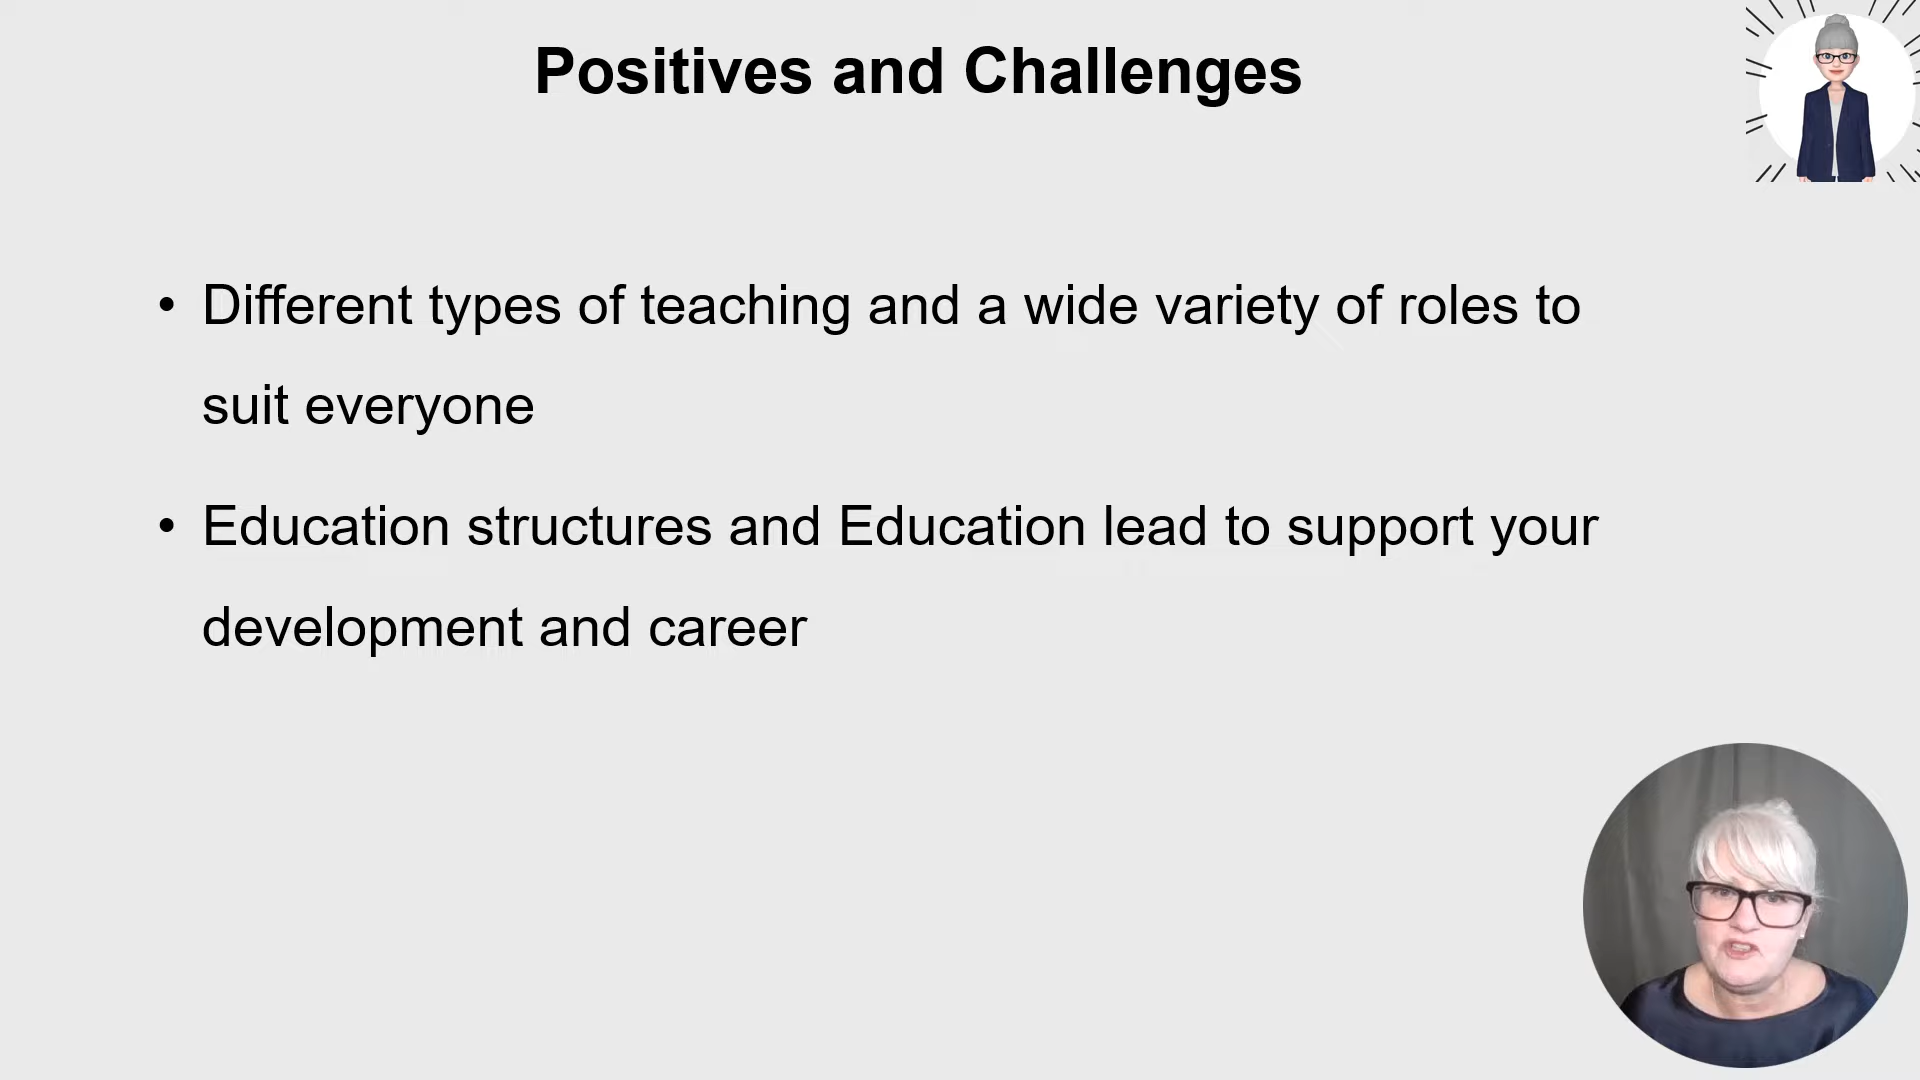 Positives and Challenges
• Different types of teaching and a wide variety of roles to
suit everyone
• Education structures and Education lead to support your
development and career